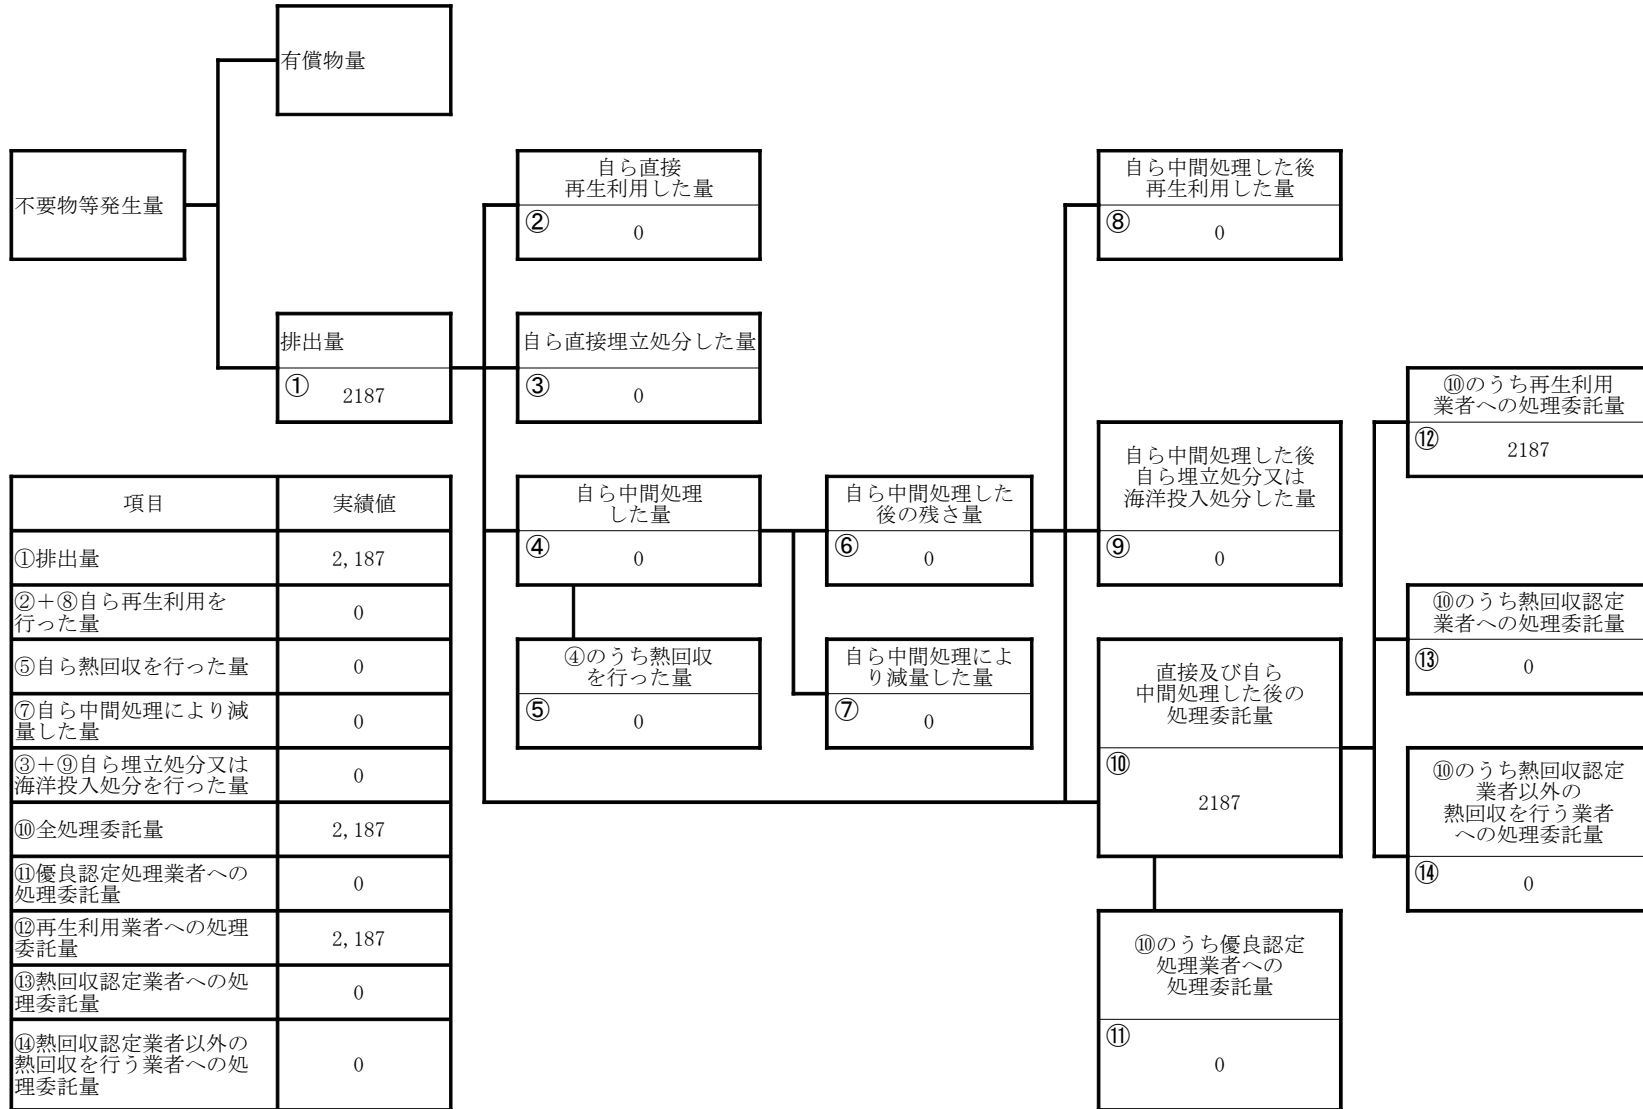 有償物量
不要物等発生量
自ら直接
再生利用した量
②
0
自ら中間処理した後
再生利用した量
⑧
0
排出量
①
2187
自ら直接埋立処分した量
③
0
⑩のうち再生利用
業者への処理委託量
⑫
2187
自ら中間処理
した量
④
0
自ら中間処理した
後の残さ量
⑥
0
自ら中間処理した後
自ら埋立処分又は
海洋投入処分した量
⑨
0
④のうち熱回収
を行った量
⑤
0
自ら中間処理によ
り減量した量
⑦
0
直接及び自ら
中間処理した後の
処理委託量
⑩
2187
⑩のうち熱回収認定
業者への処理委託量
⑬
0
⑩のうち熱回収認定
業者以外の
熱回収を行う業者
への処理委託量
⑭
0
⑩のうち優良認定
処理業者への
処理委託量
⑪
0
項目 実績値
①排出量 2,187
②＋⑧自ら再生利用を
行った量 0
⑤自ら熱回収を行った量 0
⑦自ら中間処理により減
量した量 0
③＋⑨自ら埋立処分又は
海洋投入処分を行った量 0
⑩全処理委託量 2,187
⑪優良認定処理業者への
処理委託量 0
⑫再生利用業者への処理
委託量 2,187
⑬熱回収認定業者への処
理委託量 0
⑭熱回収認定業者以外の
熱回収を行う業者への処
理委託量 0